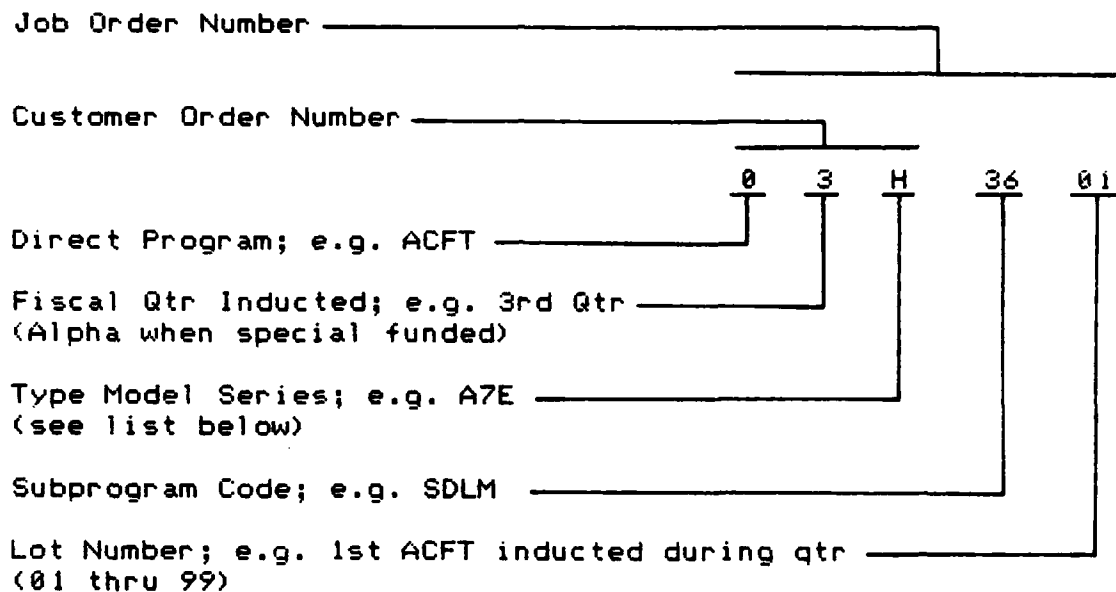 Job Order Number
Customer Order Number
0 3 H 36 01
Direct Program; e.g. ACFT
Fiscal Qtr Inducted; e.g. 3rd Qtr
(Alpha when special funded)
Type Model Series; e.g. A7E
(see list below)
Subprogram Code; e.g. SDLM
Lot Number; e.g. 1st ACFT inducted during qtr
(01 thru 99)